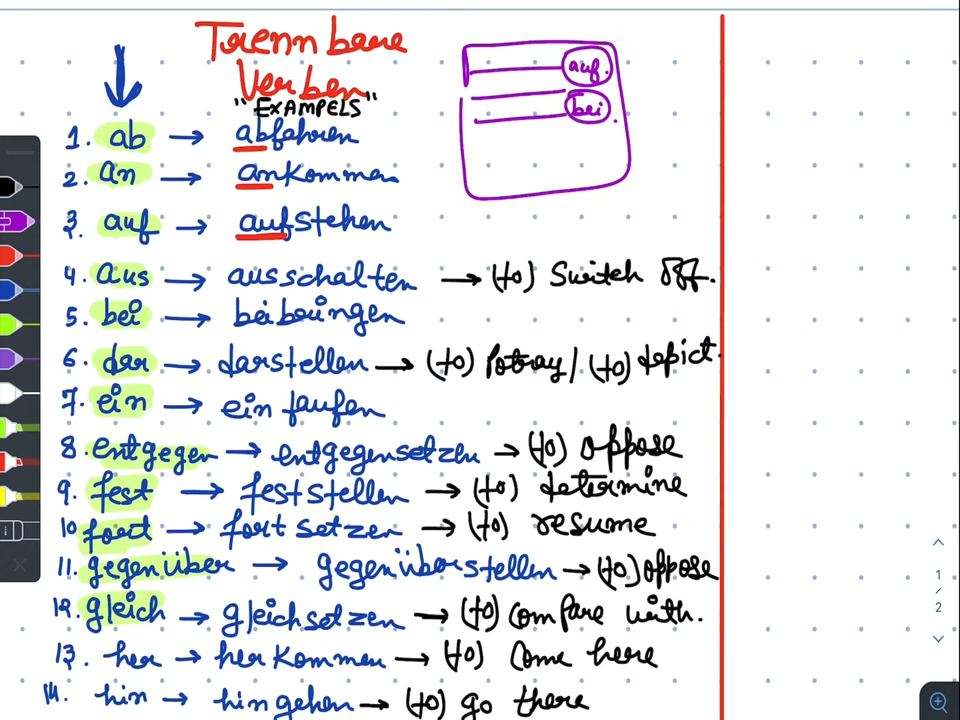 Trennbare
Verben
"EXAMPELS"
auf.
bei
1. ab → abfahren
2. an → ankommen
3. auf → aufstehen
4. aus → ausschalten → (to) Switch Off.
5. bei → beibringen
6. dar → darstellen → (to) Potray / (to) depict.
7. ein → einkaufen
8. entgegen → entgegensetzen → (to) oppose
9. fest → feststellen → (to) determine
10. fort → fortsetzen → (to) resume
11. gegenüber → gegenüberstellen → (to) oppose
12. gleich → gleichsetzen → (to) compare with.
13. her → herkommen → (to) Come here
14. hin → hingehen → (to) go there
1
/
2